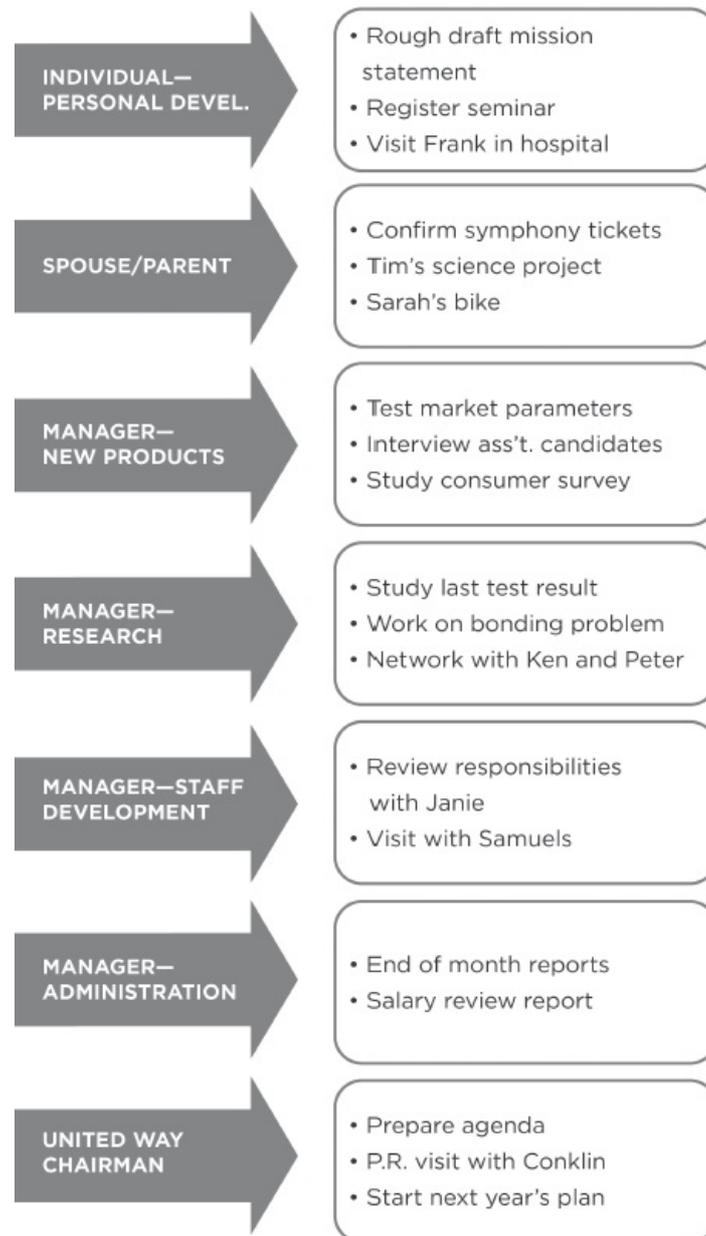 INDIVIDUAL—
PERSONAL DEVEL.
• Rough draft mission
statement
• Register seminar
• Visit Frank in hospital
SPOUSE/PARENT
• Confirm symphony tickets
• Tim's science project
• Sarah's bike
MANAGER—
NEW PRODUCTS
• Test market parameters
• Interview ass't. candidates
• Study consumer survey
MANAGER—
RESEARCH
• Study last test result
• Work on bonding problem
• Network with Ken and Peter
MANAGER—STAFF
DEVELOPMENT
• Review responsibilities
with Janie
• Visit with Samuels
MANAGER—
ADMINISTRATION
• End of month reports
• Salary review report
UNITED WAY
CHAIRMAN
• Prepare agenda
• P.R. visit with Conklin
• Start next year's plan